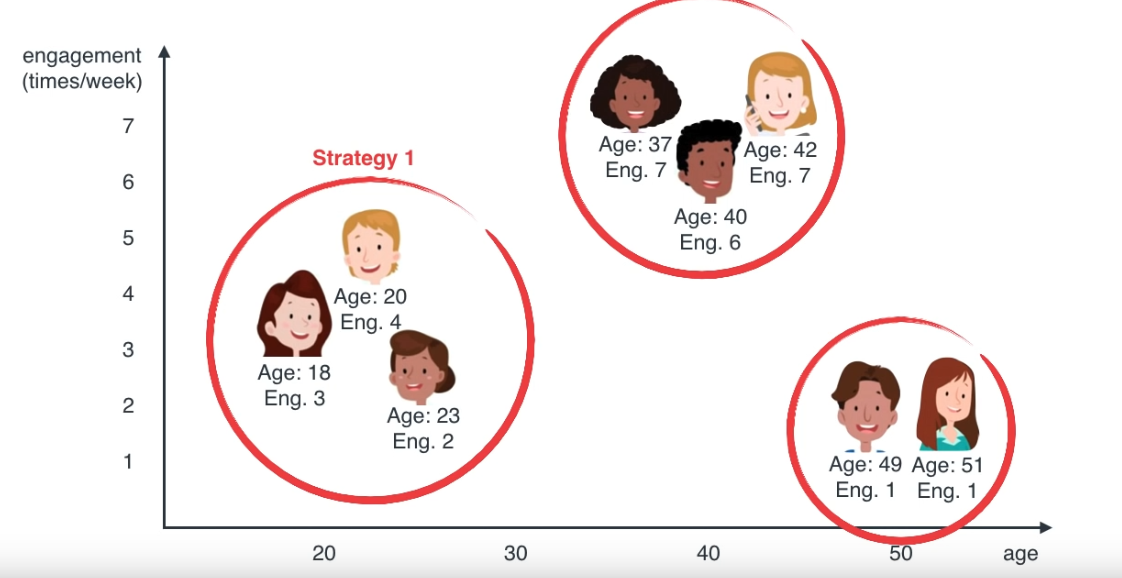 engagement
(times/week)
7
6
5
4
3
2
1
Strategy 1
Age: 20
Eng. 4
Age: 18
Eng. 3
Age: 23
Eng. 2
Age: 37
Eng. 7
Age: 42
Eng. 7
Age: 40
Eng. 6
Age: 49
Eng. 1
Age: 51
Eng. 1
20 30 40 50 age